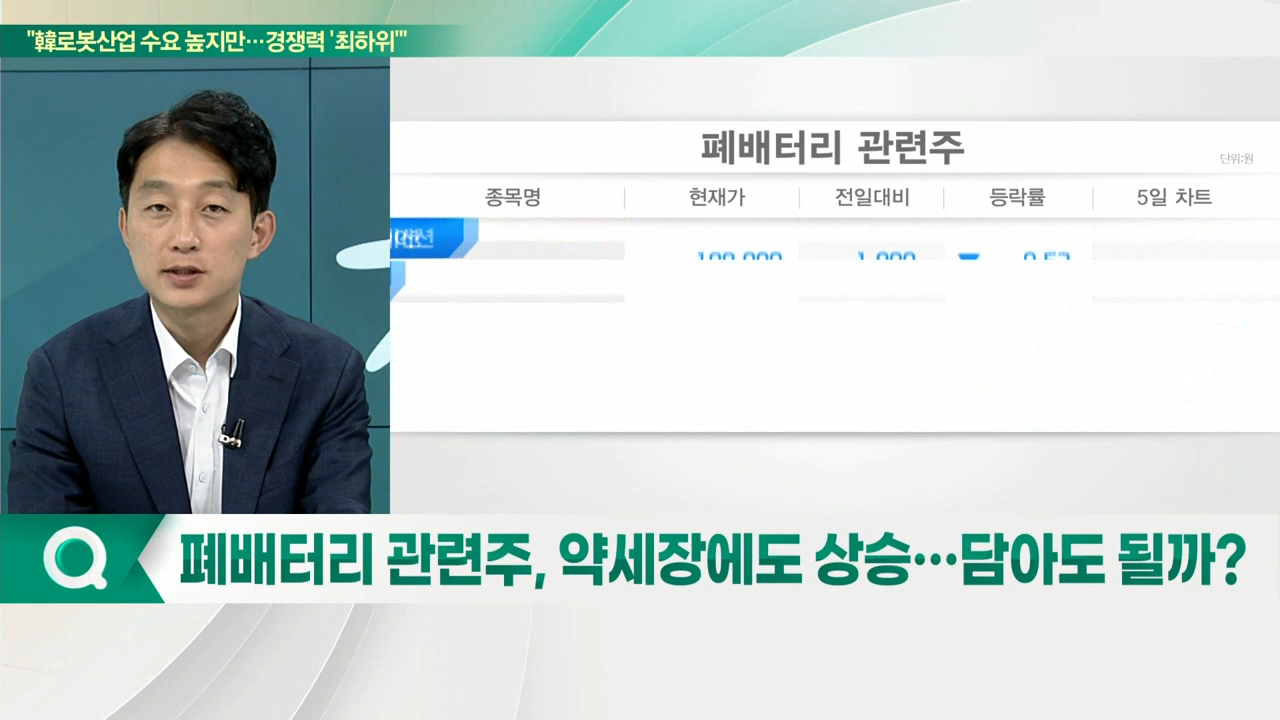 "韓로봇산업 수요 높지만…경쟁력 '최하위'"
폐배터리 관련주
단위:원
종목명 현재가 전일대비 등락률 5일 차트
폐배터리 관련주, 약세장에도 상승…담아도 될까?